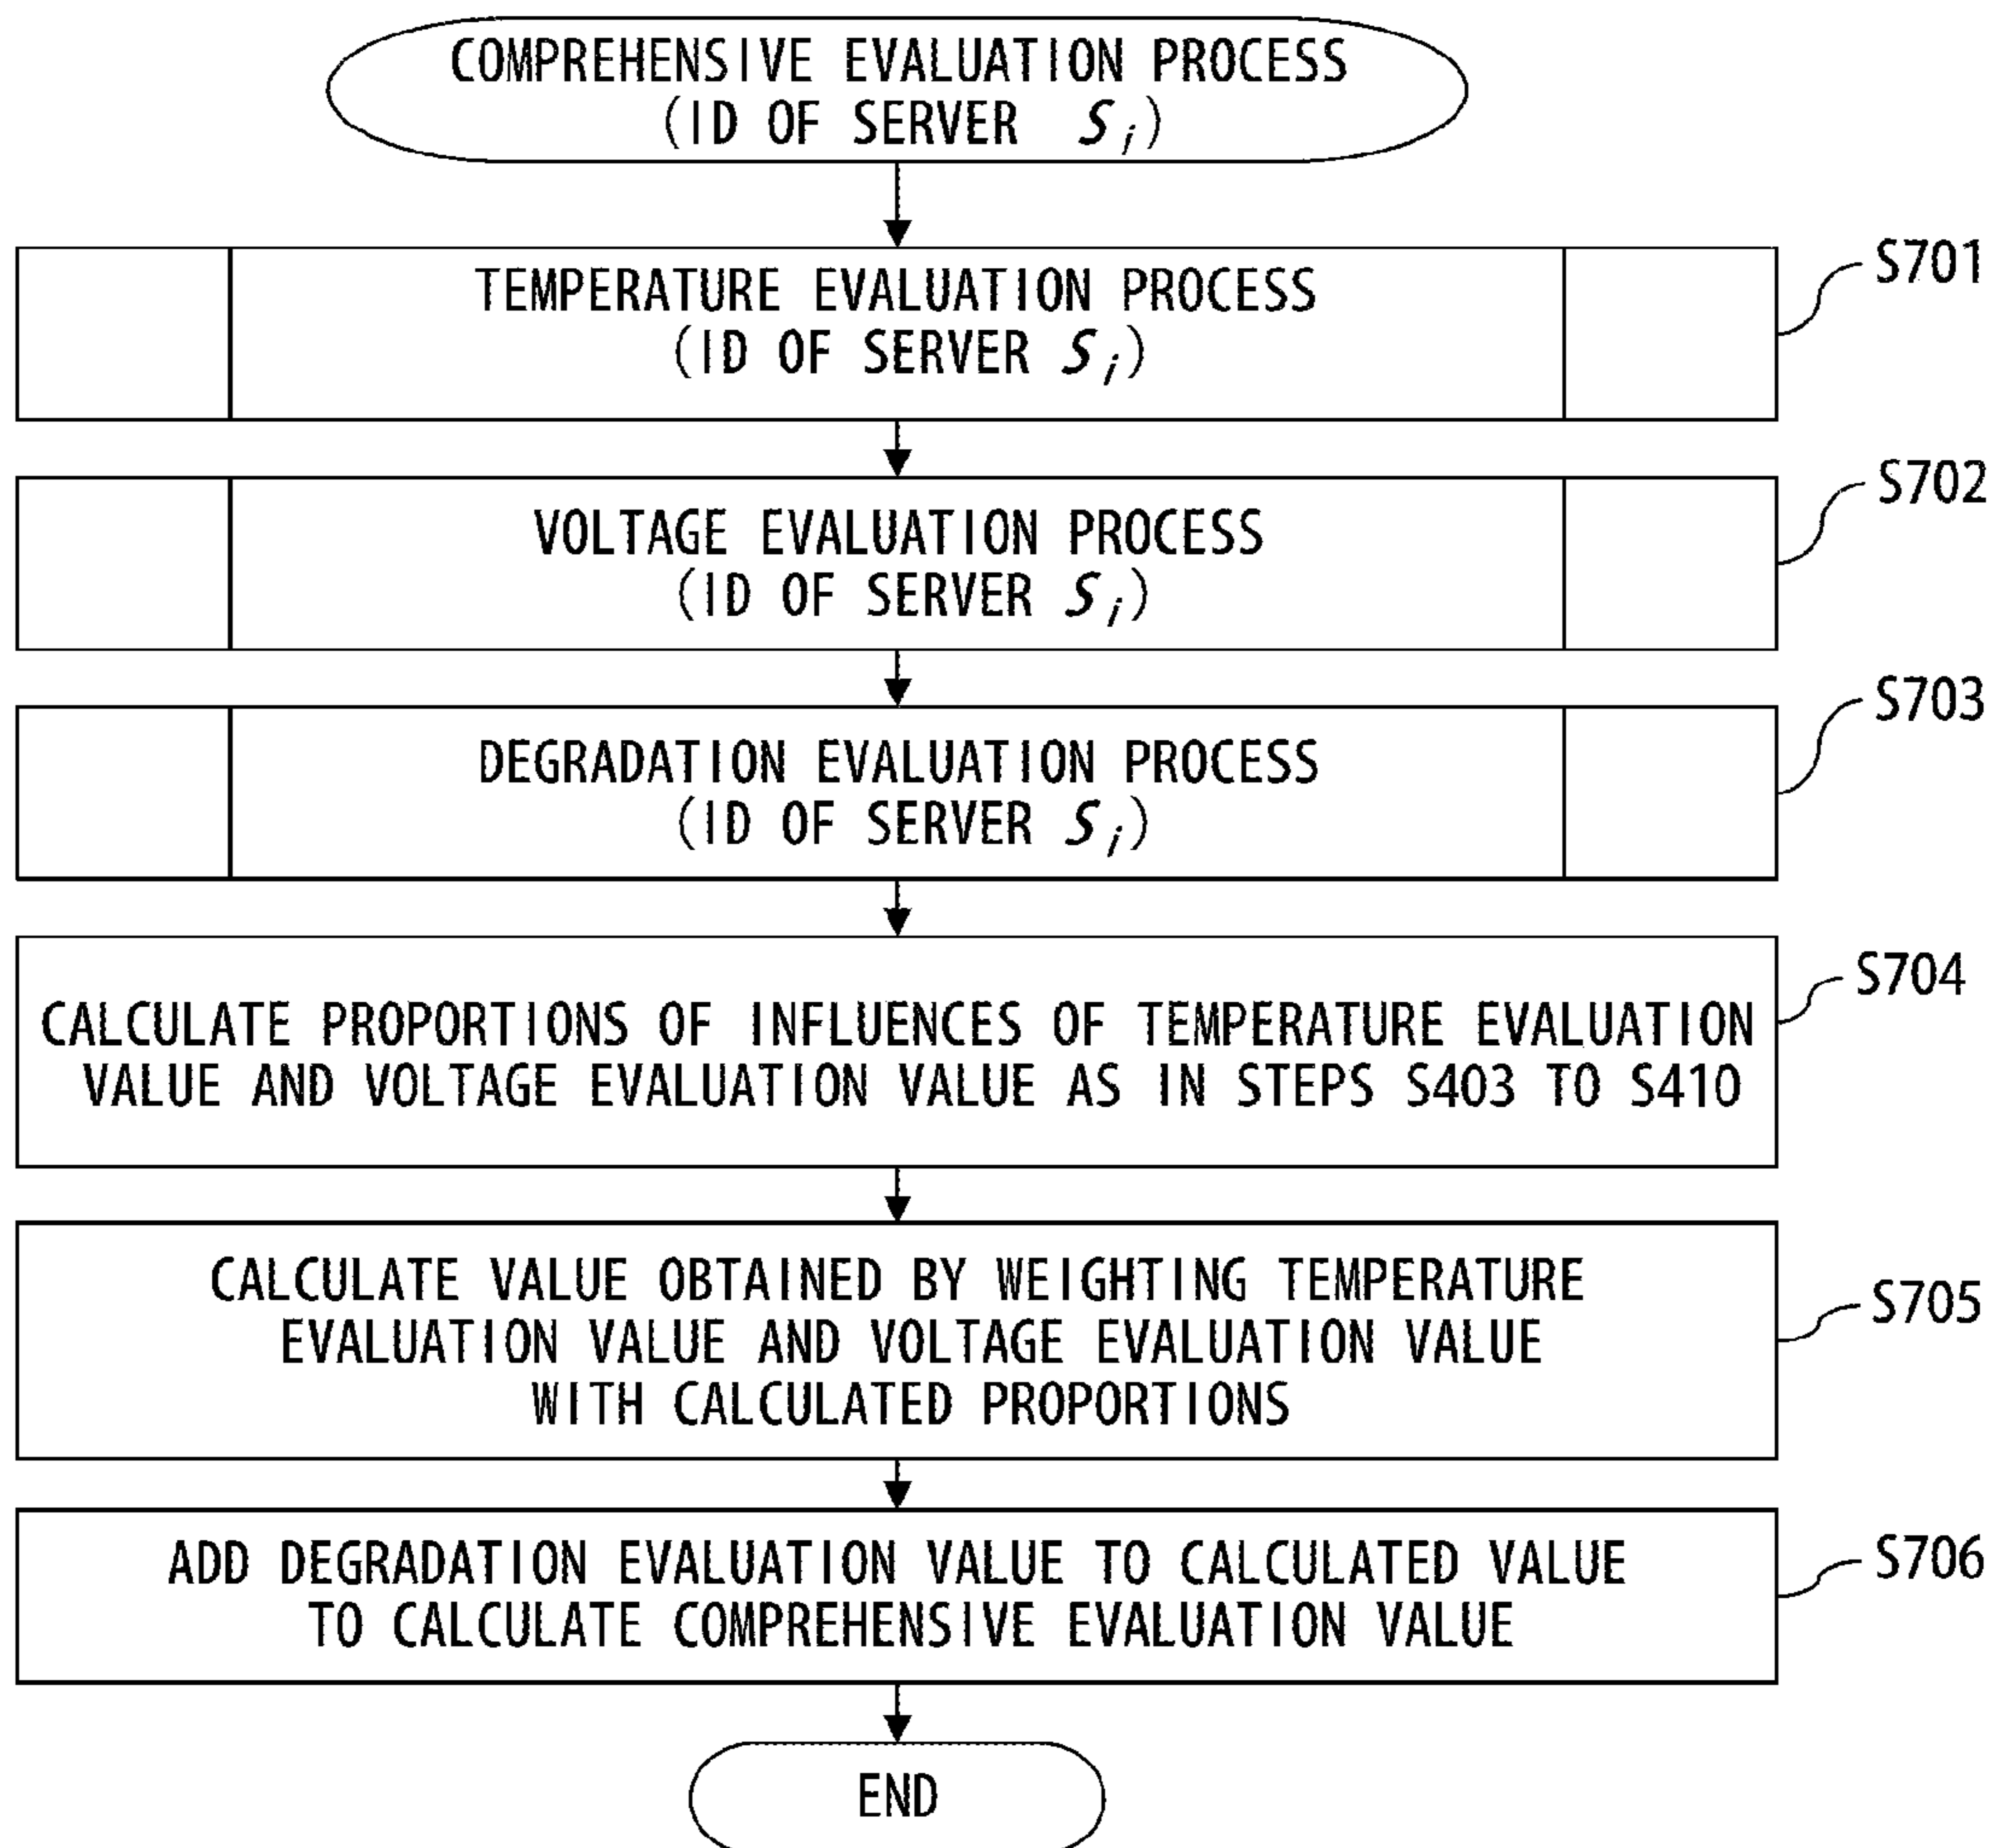 COMPREHENSIVE EVALUATION PROCESS
(ID OF SERVER Si)
TEMPERATURE EVALUATION PROCESS
(ID OF SERVER Si)
S701
VOLTAGE EVALUATION PROCESS
(ID OF SERVER Si)
S702
DEGRADATION EVALUATION PROCESS
(ID OF SERVER Si)
S703
CALCULATE PROPORTIONS OF INFLUENCES OF TEMPERATURE EVALUATION
VALUE AND VOLTAGE EVALUATION VALUE AS IN STEPS S403 TO S410
S704
CALCULATE VALUE OBTAINED BY WEIGHTING TEMPERATURE
EVALUATION VALUE AND VOLTAGE EVALUATION VALUE
WITH CALCULATED PROPORTIONS
S705
ADD DEGRADATION EVALUATION VALUE TO CALCULATED VALUE
TO CALCULATE COMPREHENSIVE EVALUATION VALUE
S706
END